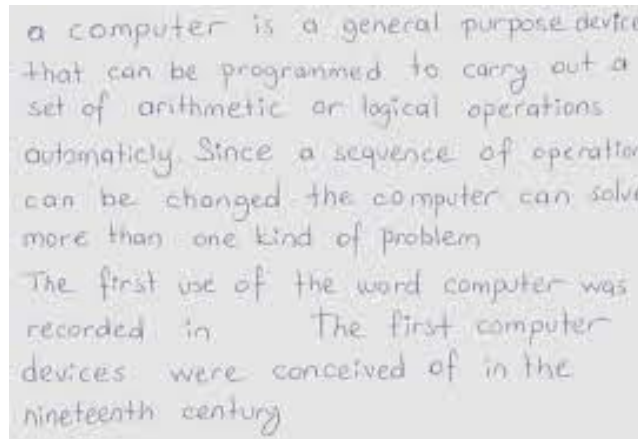 a computer is a general purpose device
that can be programmed to carry out a
set of arithmetic or logical operations
automaticly. Since a sequence of operation
can be changed the computer can solve
more than one kind of problem
The first use of the word computer was
recorded in The first computer
devices were conceived of in the
nineteenth century